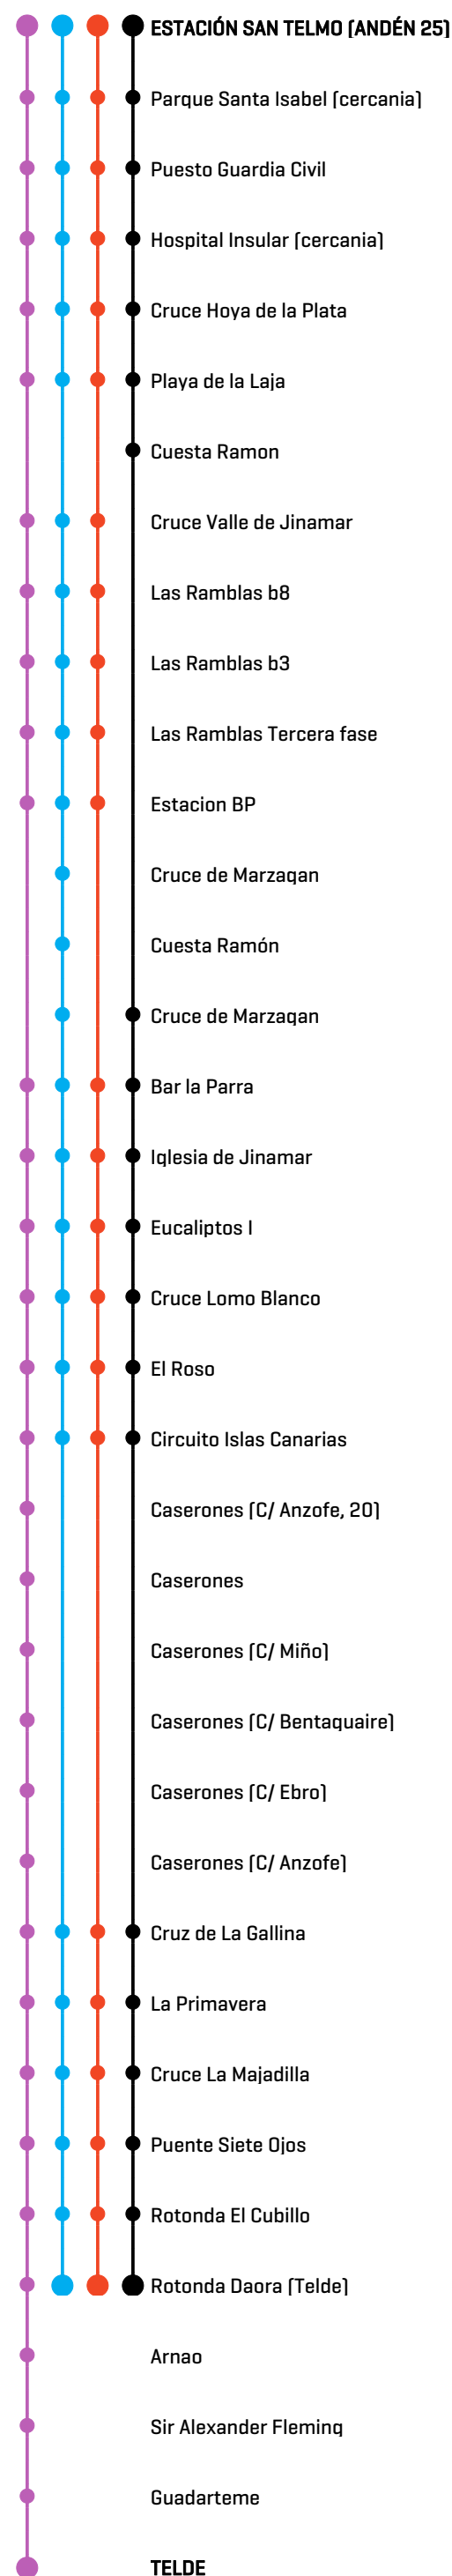 ESTACIÓN SAN TELMO (ANDÉN 25)
Parque Santa Isabel (cercania)
Puesto Guardia Civil
Hospital Insular (cercania)
Cruce Hoya de la Plata
Playa de la Laja
Cuesta Ramon
Cruce Valle de Jinamar
Las Ramblas b8
Las Ramblas b3
Las Ramblas Tercera fase
Estacion BP
Cruce de Marzagan
Cuesta Ramón
Cruce de Marzagan
Bar la Parra
Iglesia de Jinamar
Eucaliptos I
Cruce Lomo Blanco
El Roso
Circuito Islas Canarias
Caserones (C/ Anzofe, 20)
Caserones
Caserones (C/ Miño)
Caserones (C/ Bentaguaire)
Caserones (C/ Ebro)
Caserones (C/ Anzofe)
Cruz de La Gallina
La Primavera
Cruce La Majadilla
Puente Siete Ojos
Rotonda El Cubillo
Rotonda Daora (Telde)
Arnao
Sir Alexander Fleming
Guadarteme
TELDE